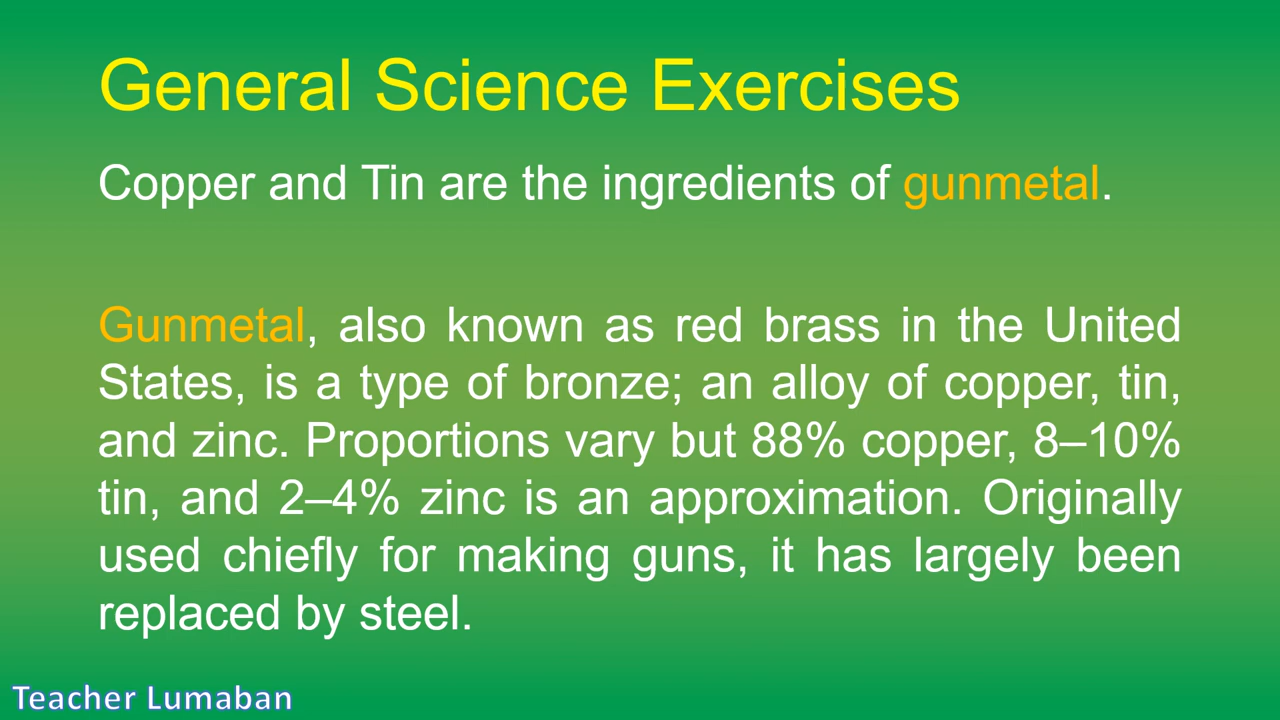 General Science Exercises
Copper and Tin are the ingredients of gunmetal.
Gunmetal, also known as red brass in the United
States, is a type of bronze; an alloy of copper, tin,
and zinc. Proportions vary but 88% copper, 8–10%
tin, and 2–4% zinc is an approximation. Originally
used chiefly for making guns, it has largely been
replaced by steel.
Teacher Lumaban